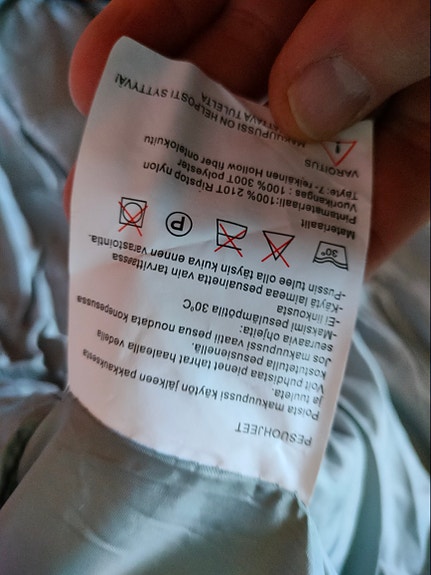 PESUOHJEET
Poista makuupussi käytön jälkeen pakkauksesta
ja tuuleta.
Voit puhdistaa pienet tahrat haalealla vedellä
kostutetulla pesusienellä.
Jos makuupussi vaatii pesua noudata konepesussa
seuraavia ohjeita:
-Maksimi pesulämpötila 30°C
-Ei linkousta
-Käytä laimeaa pesuainetta vain tarvittaessa
-Pussin tulee olla täysin kuiva ennen varastointia.
30°
P
Materiaalit
Pintamateriaali:100% 210T Ripstop nylon
Vuorikangas : 100% 300T polyester
Täyte: 7- reikäinen Hollow fiber ontelokuitu
VAROITUS
MAKUUPUSSI ON HELPOSTI SYTTYVÄ!
TULELTA